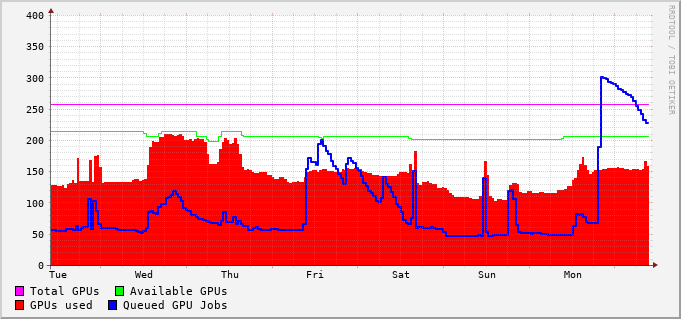 400
350
300
250
200
150
100
50
0
Tue Wed Thu Fri Sat Sun Mon
Total GPUs Available GPUs
GPUs used Queued GPU Jobs
RRDTOOL / TOBI OETIKER